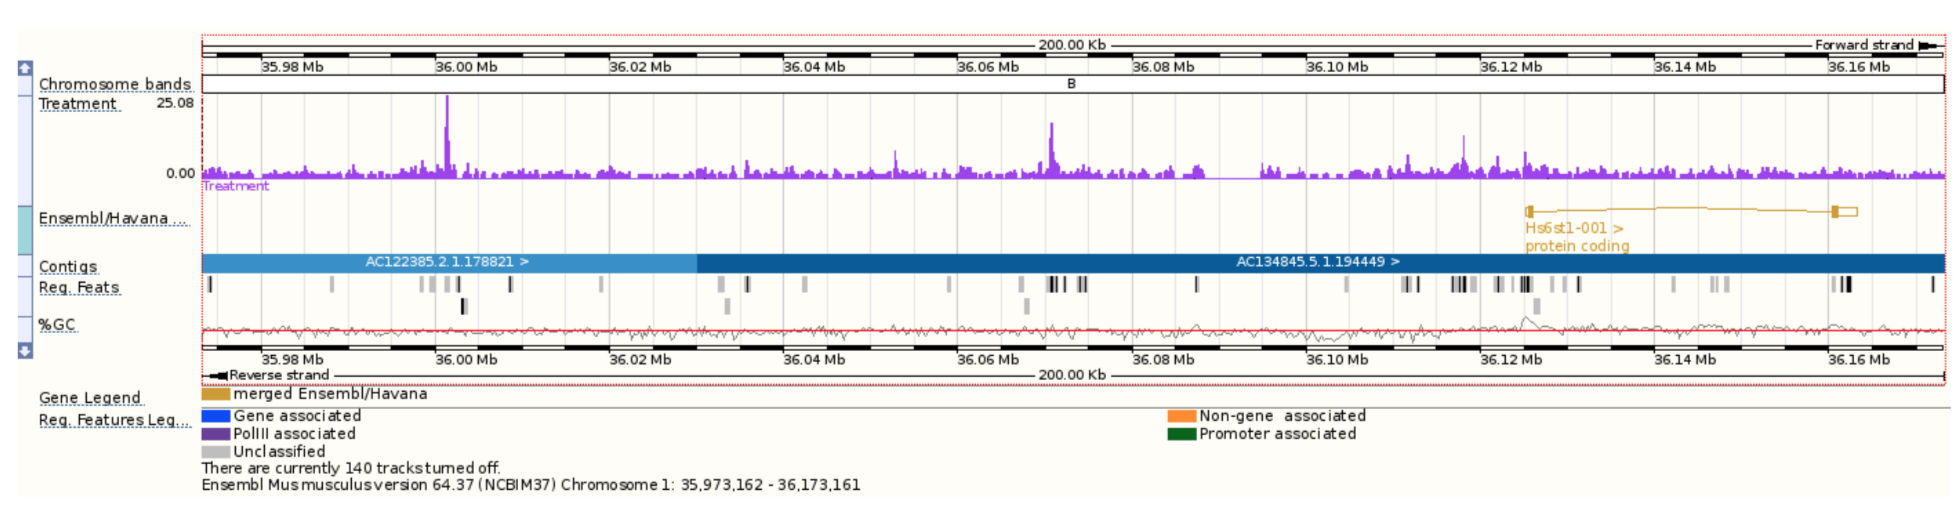 200.00 Kb Forward strand
35.98 Mb 36.00 Mb 36.02 Mb 36.04 Mb 36.06 Mb 36.08 Mb 36.10 Mb 36.12 Mb 36.14 Mb 36.16 Mb
Chromosome bands B
Treatment 25.08
0.00
Treatment
Ensembl/Havana ...
Hs6st1-001 >
protein coding
Contigs AC122385.2.1.178821 > AC134845.5.1.194449 >
Reg. Feats
%GC
35.98 Mb 36.00 Mb 36.02 Mb 36.04 Mb 36.06 Mb 36.08 Mb 36.10 Mb 36.12 Mb 36.14 Mb 36.16 Mb
Reverse strand 200.00 Kb
Gene Legend merged Ensembl/Havana
Reg. Features Leg... Gene associated Non-gene associated
PolIII associated Promoter associated
Unclassified
There are currently 140 tracks turned off.
Ensembl Mus musculus version 64.37 (NCBIM37) Chromosome 1: 35,973,162 - 36,173,161